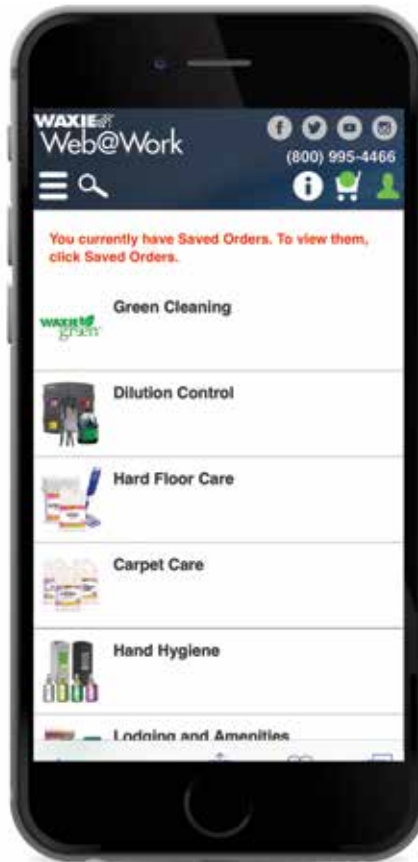 WAXIE
Web@Work
(800) 995-4466
You currently have Saved Orders. To view them,
click Saved Orders.
WAXIE
green
Green Cleaning
Dilution Control
Hard Floor Care
Carpet Care
Hand Hygiene
Lodging and Amenities